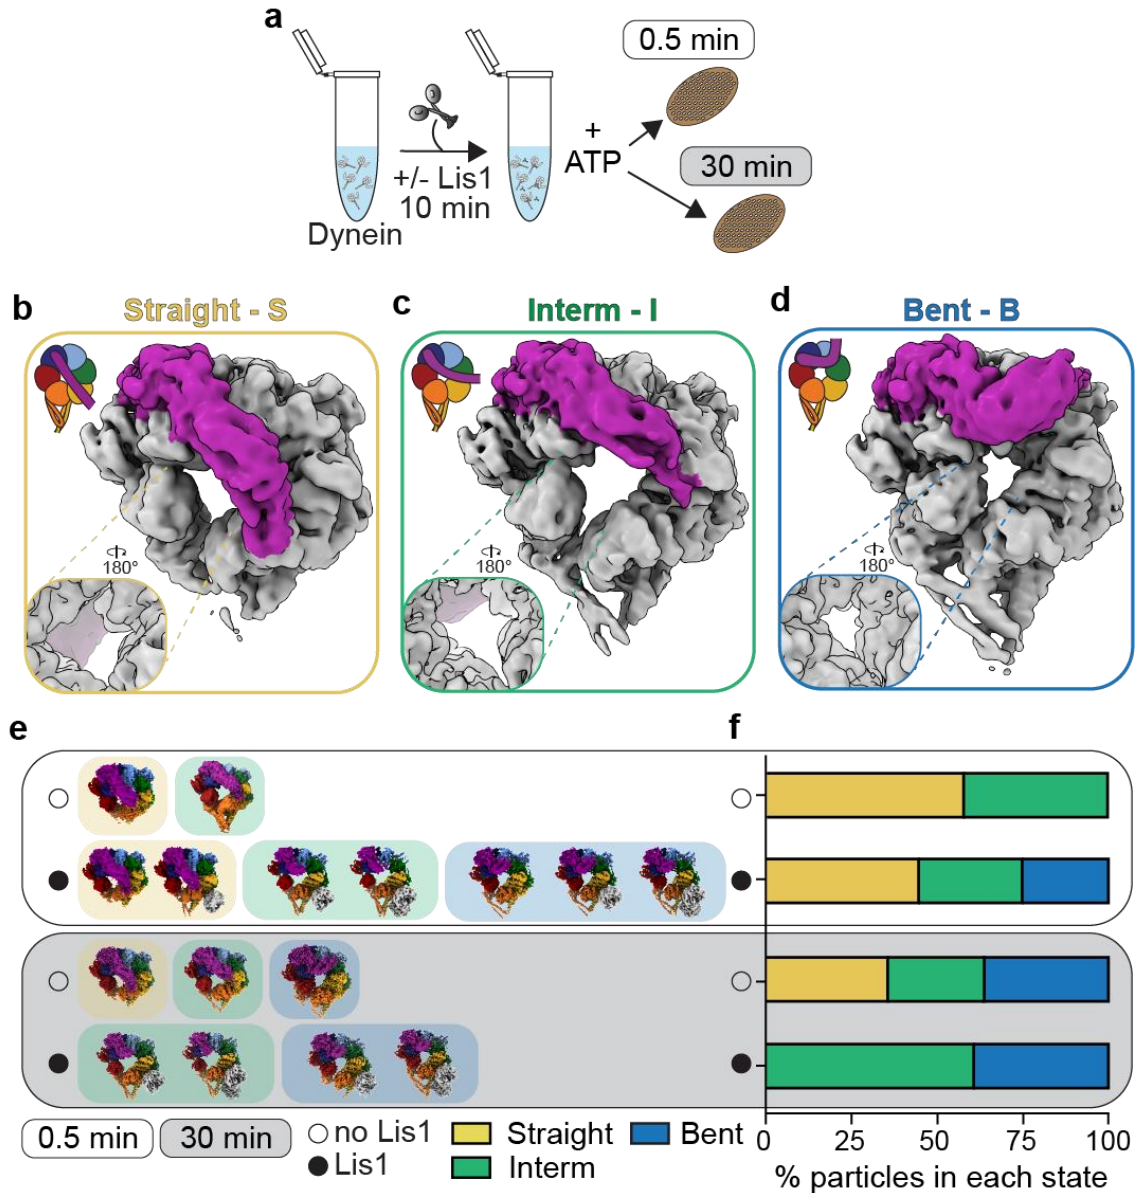 a
0.5 min
+
ATP
+/- Lis1
10 min
30 min
Dynein
b
Straight - S
c
Interm - I
d
Bent - B
180°
180°
180°
e
f
0.5 min
30 min
no Lis1
Lis1
Straight
Bent
Interm
0
25
50
75
100
% particles in each state